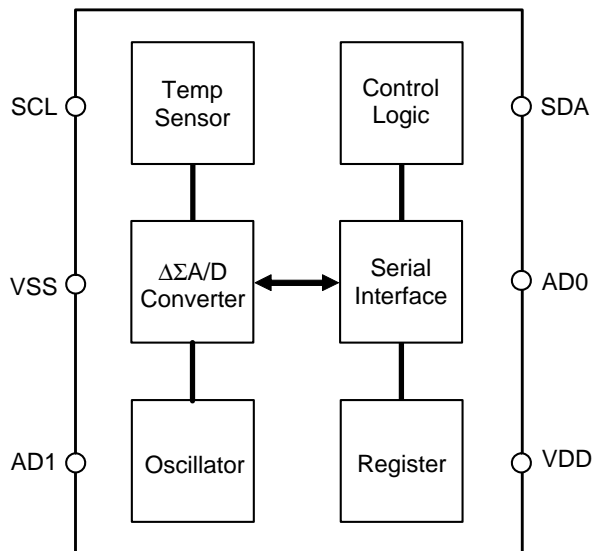 Temp
Sensor
Control
Logic
SCL
SDA
ΔΣA/D
Converter
Serial
Interface
VSS
AD0
Oscillator
Register
AD1
VDD